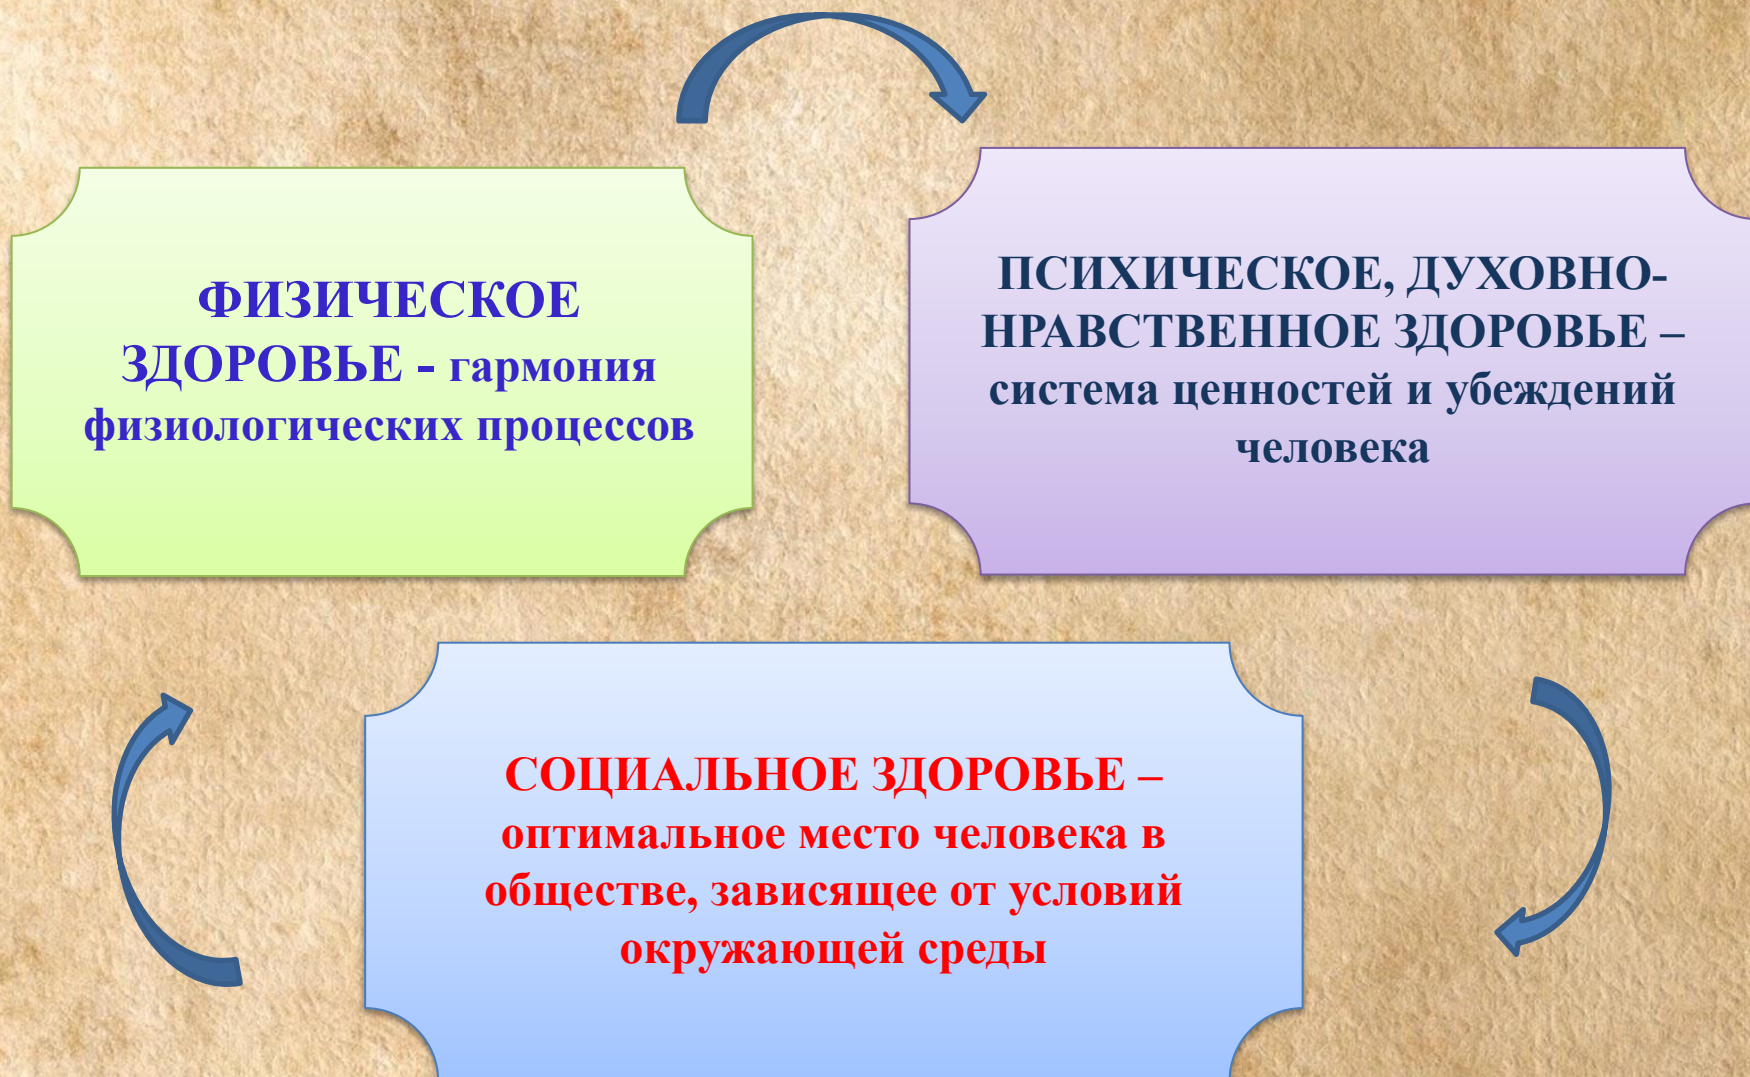 ФИЗИЧЕСКОЕ
ЗДОРОВЬЕ - гармония
физиологических процессов
ПСИХИЧЕСКОЕ, ДУХОВНО-
НРАВСТВЕННОЕ ЗДОРОВЬЕ –
система ценностей и убеждений
человека
СОЦИАЛЬНОЕ ЗДОРОВЬЕ –
оптимальное место человека в
обществе, зависящее от условий
окружающей среды